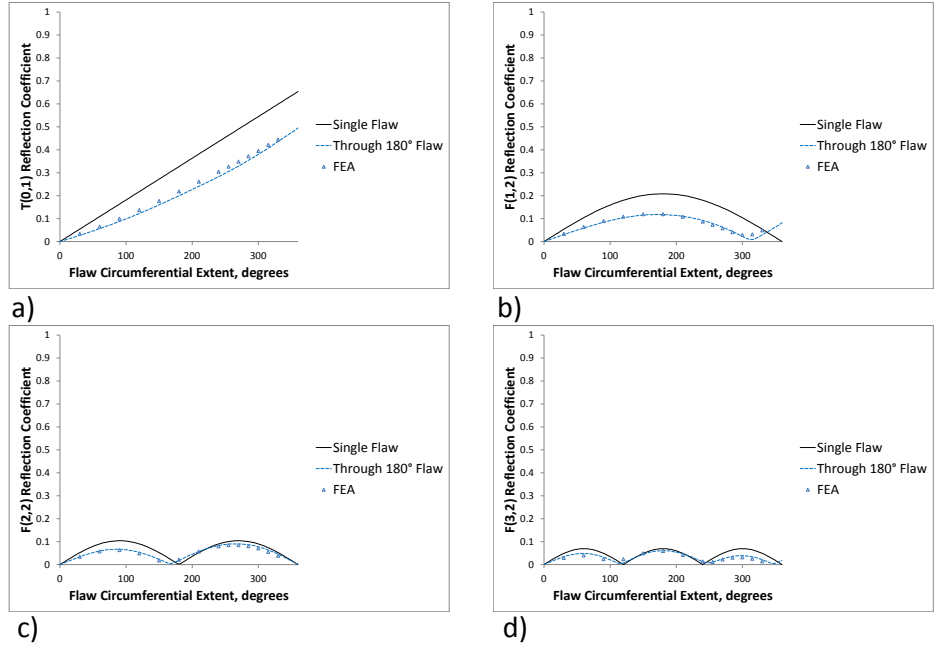 1
0.9
0.8
0.7
0.6
0.5
0.4
0.3
0.2
0.1
0
T(0,1) Reflection Coefficient
0 100 200 300
Flaw Circumferential Extent, degrees
Single Flaw
Through 180° Flaw
FEA
a)
1
0.9
0.8
0.7
0.6
0.5
0.4
0.3
0.2
0.1
0
F(1,2) Reflection Coefficient
0 100 200 300
Flaw Circumferential Extent, degrees
Single Flaw
Through 180° Flaw
FEA
b)
1
0.9
0.8
0.7
0.6
0.5
0.4
0.3
0.2
0.1
0
F(2,2) Reflection Coefficient
0 100 200 300
Flaw Circumferential Extent, degrees
Single Flaw
Through 180° Flaw
FEA
c)
1
0.9
0.8
0.7
0.6
0.5
0.4
0.3
0.2
0.1
0
F(3,2) Reflection Coefficient
0 100 200 300
Flaw Circumferential Extent, degrees
Single Flaw
Through 180° Flaw
FEA
d)